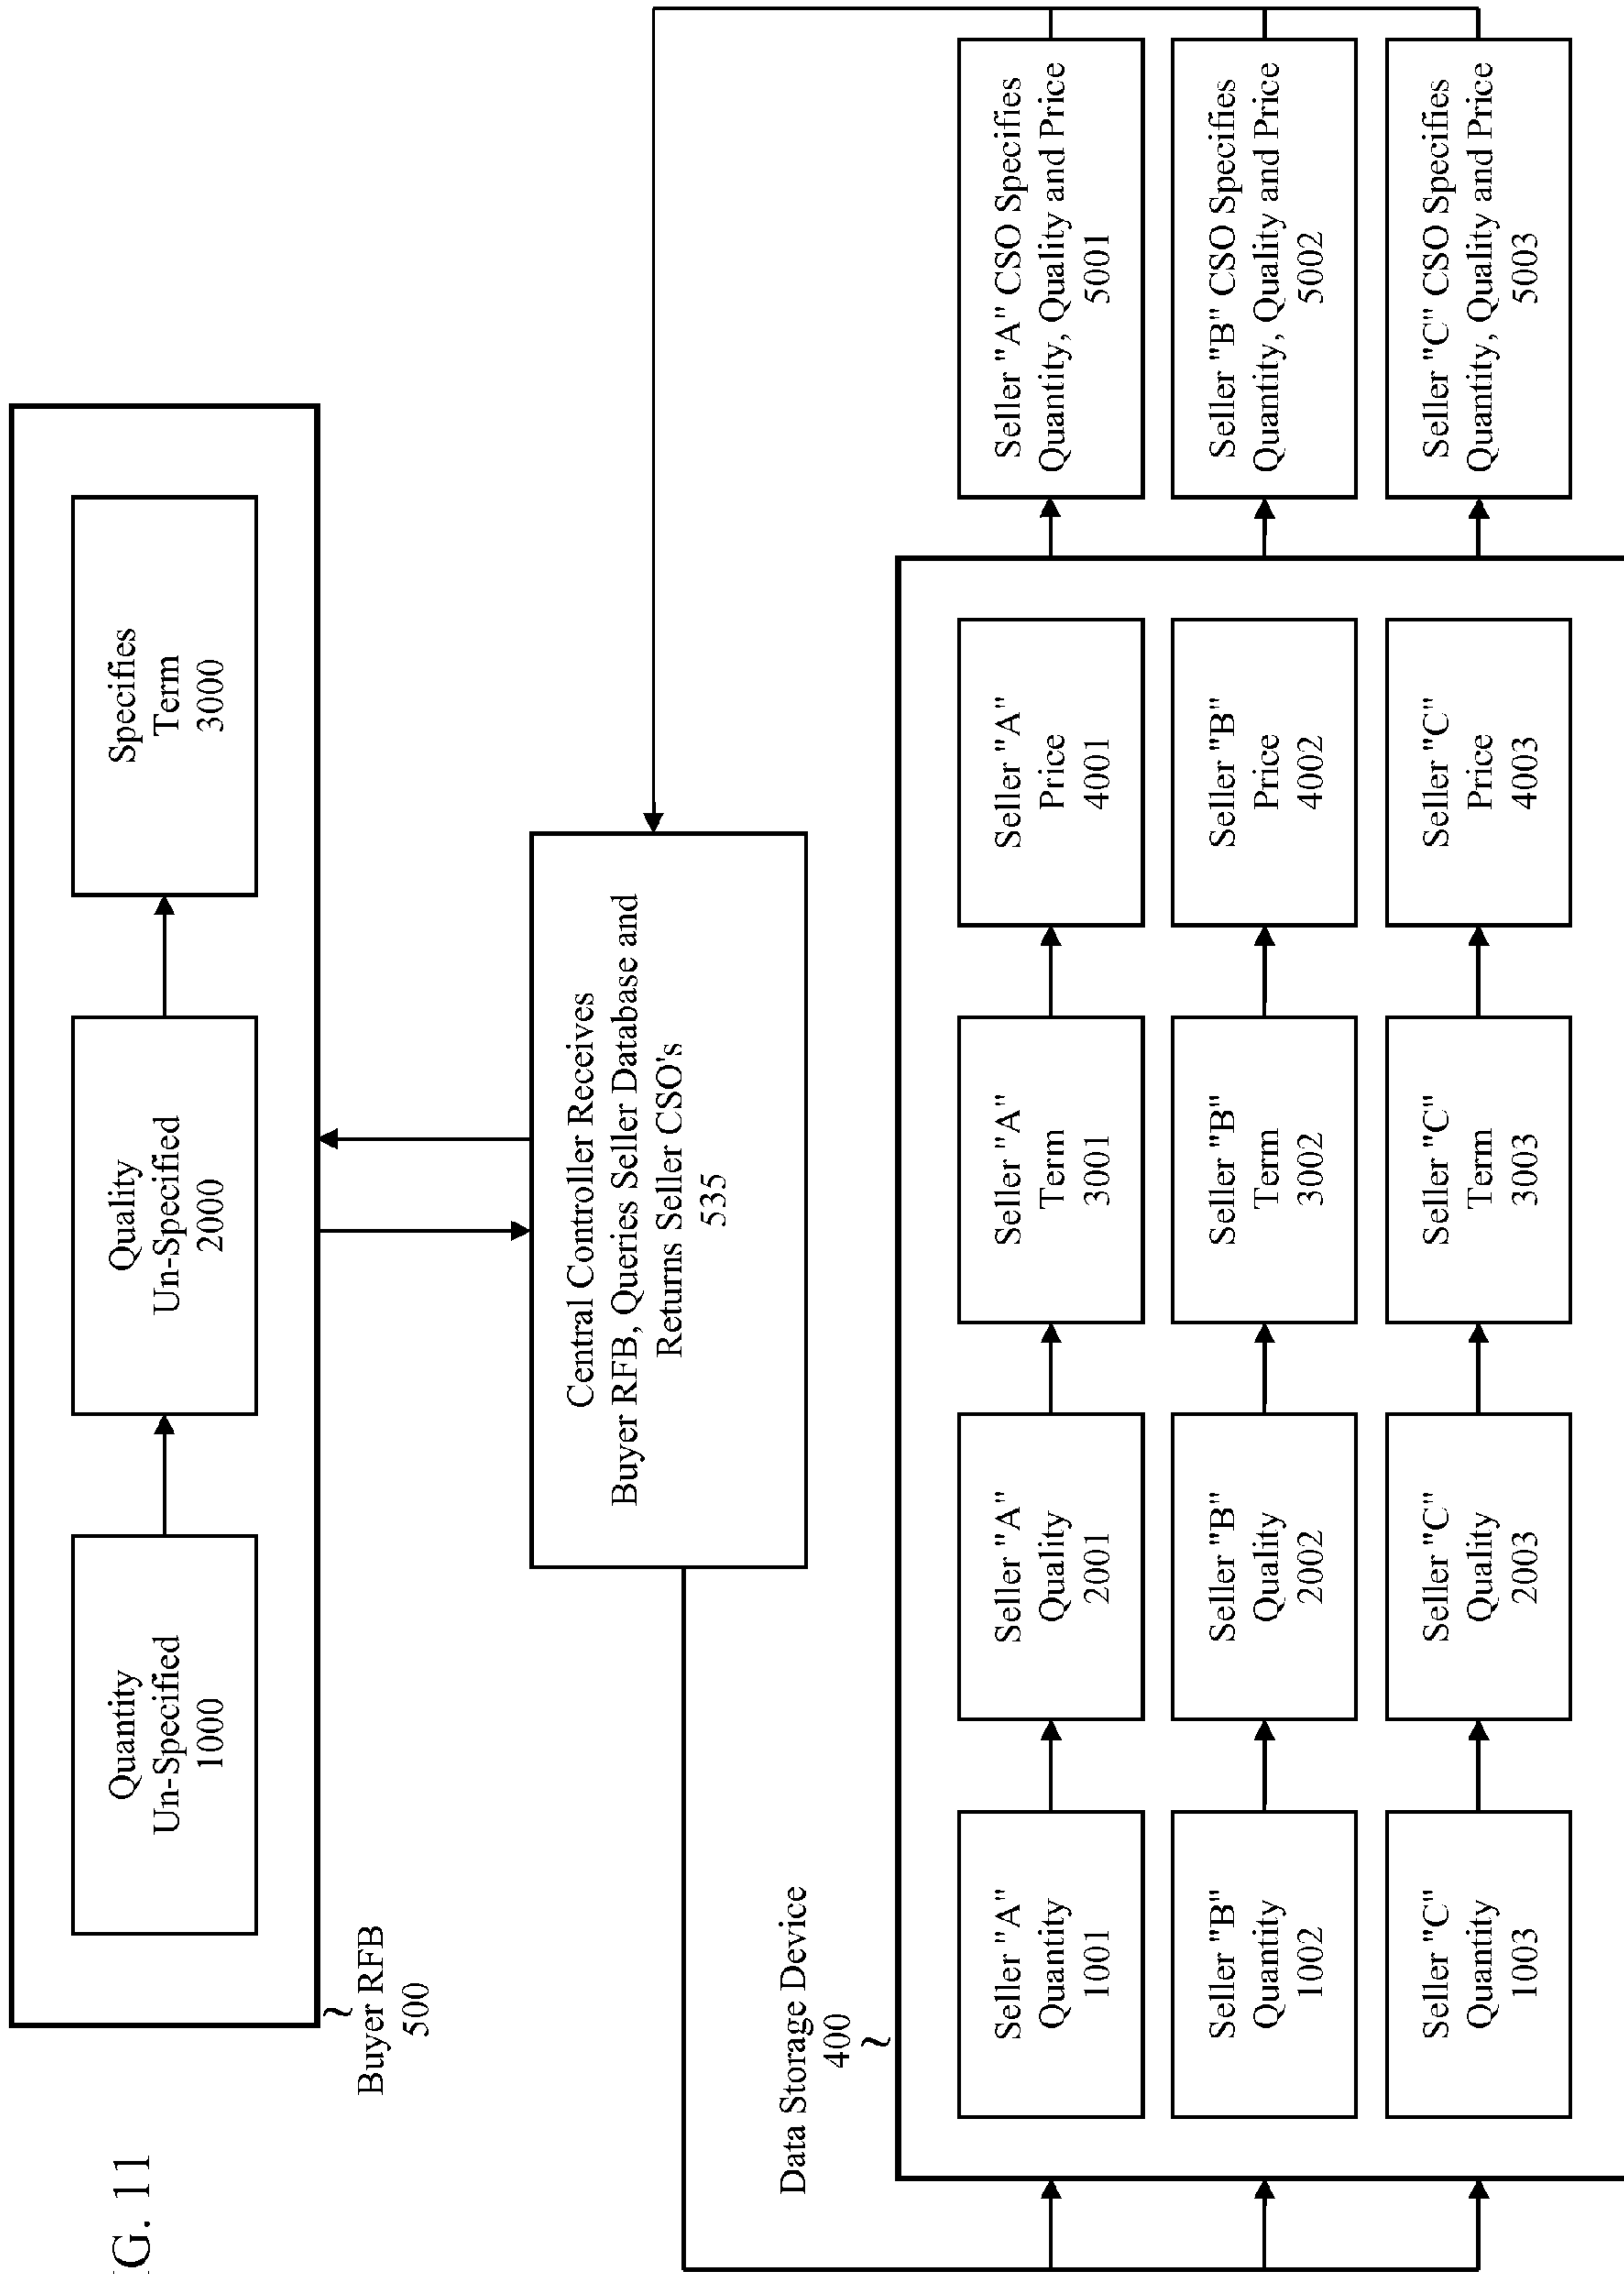 IG. 11
Quantity
Un-Specified
1000
Quality
Un-Specified
2000
Specifies
Term
3000
Buyer RFB
500
Central Controller Receives
Buyer RFB, Queries Seller Database and
Returns Seller CSO's
535
Data Storage Device
400
Seller "A"
Quantity
1001
Seller "A"
Quality
2001
Seller "A"
Term
3001
Seller "A"
Price
4001
Seller "A" CSO Specifies
Quantity, Quality and Price
5001
Seller "B"
Quantity
1002
Seller "B"
Quality
2002
Seller "B"
Term
3002
Seller "B"
Price
4002
Seller "B" CSO Specifies
Quantity, Quality and Price
5002
Seller "C"
Quantity
1003
Seller "C"
Quality
2003
Seller "C"
Term
3003
Seller "C"
Price
4003
Seller "C" CSO Specifies
Quantity, Quality and Price
5003